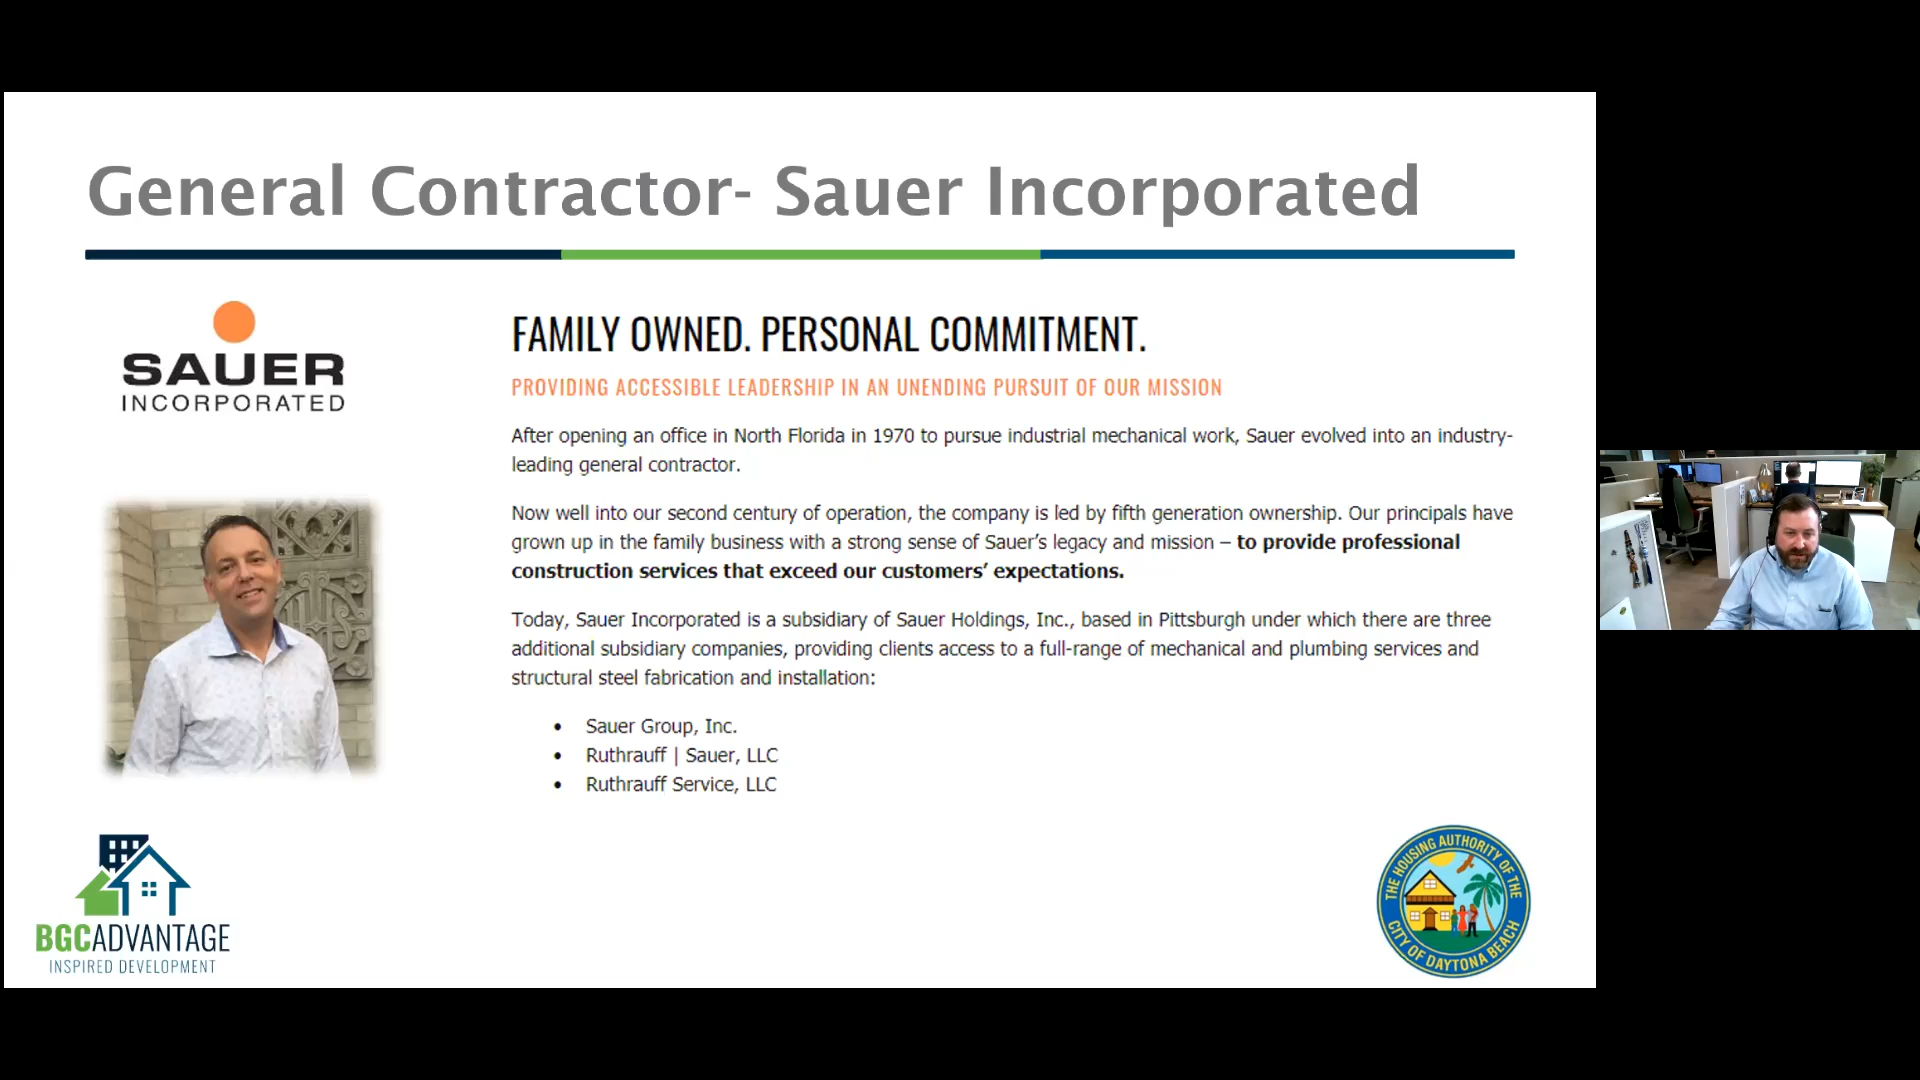 General Contractor- Sauer Incorporated
SAUER
INCORPORATED
FAMILY OWNED. PERSONAL COMMITMENT.
PROVIDING ACCESSIBLE LEADERSHIP IN AN UNENDING PURSUIT OF OUR MISSION
After opening an office in North Florida in 1970 to pursue industrial mechanical work, Sauer evolved into an industry-
leading general contractor.
Now well into our second century of operation, the company is led by fifth generation ownership. Our principals have
grown up in the family business with a strong sense of Sauer’s legacy and mission – to provide professional
construction services that exceed our customers’ expectations.
Today, Sauer Incorporated is a subsidiary of Sauer Holdings, Inc., based in Pittsburgh under which there are three
additional subsidiary companies, providing clients access to a full-range of mechanical and plumbing services and
structural steel fabrication and installation:
• Sauer Group, Inc.
• Ruthrauff | Sauer, LLC
• Ruthrauff Service, LLC
BGCADVANTAGE
INSPIRED DEVELOPMENT
THE HOUSING AUTHORITY OF THE
CITY OF DAYTONA BEACH